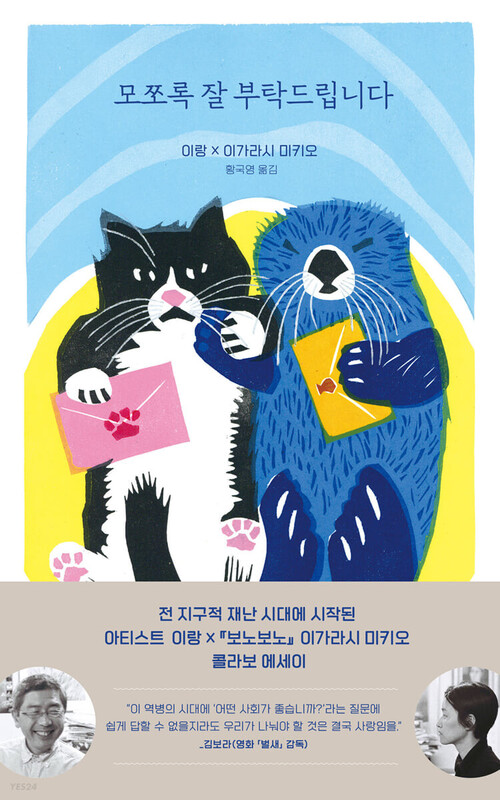 모쪼록 잘 부탁드립니다
이랑 × 이가라시 미키오
황국영 옮김
전 지구적 재난 시대에 시작된
아티스트 이랑 × 『보노보노』 이가라시 미키오
콜라보 에세이
"이 역병의 시대에 '어떤 사회가 좋습니까?'라는 질문에
쉽게 답할 수 없을지라도 우리가 나눠야 할 것은 결국 사랑임을."
_김보라(영화 「벌새」 감독)
YES24